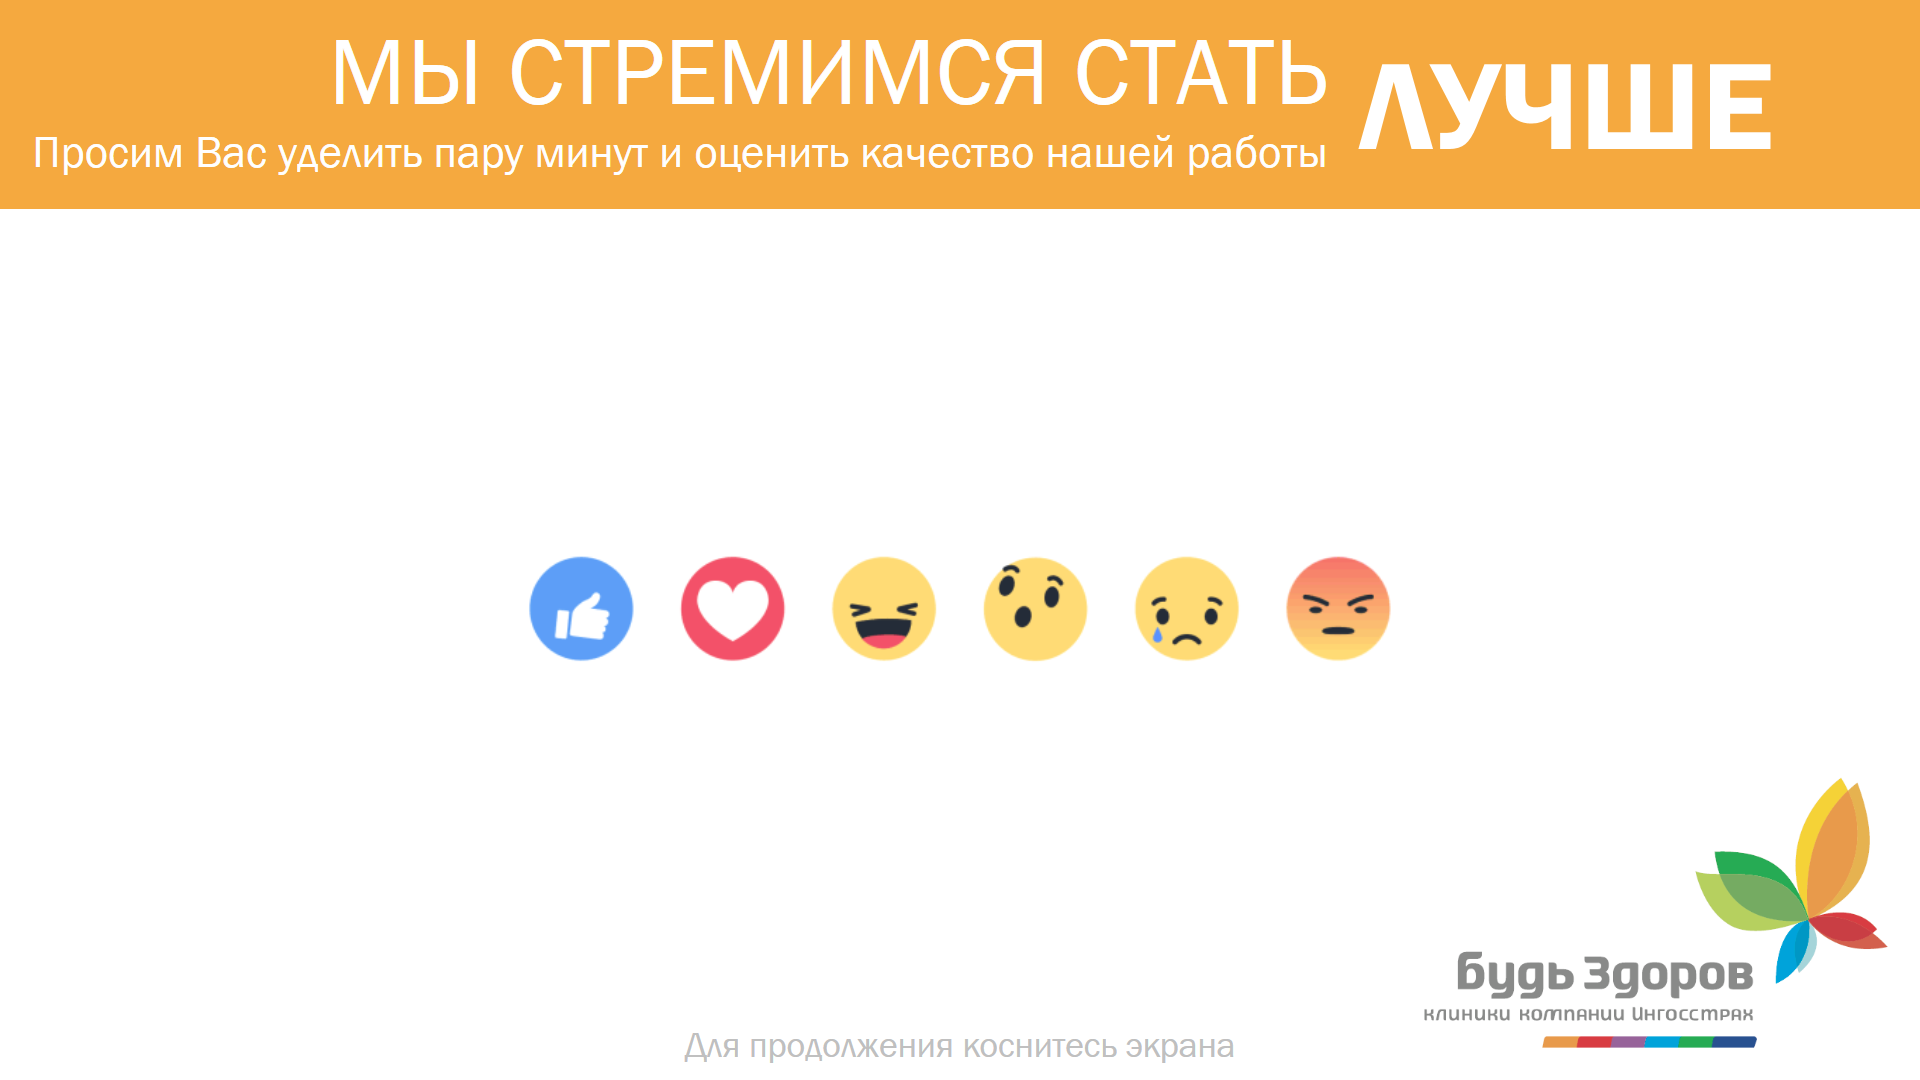 МЫ СТРЕМИМСЯ СТАТЬ ЛУЧШЕ
Просим Вас уделить пару минут и оценить качество нашей работы
Будь Здоров
клиники компании Ингосстрах
Для продолжения коснитесь экрана